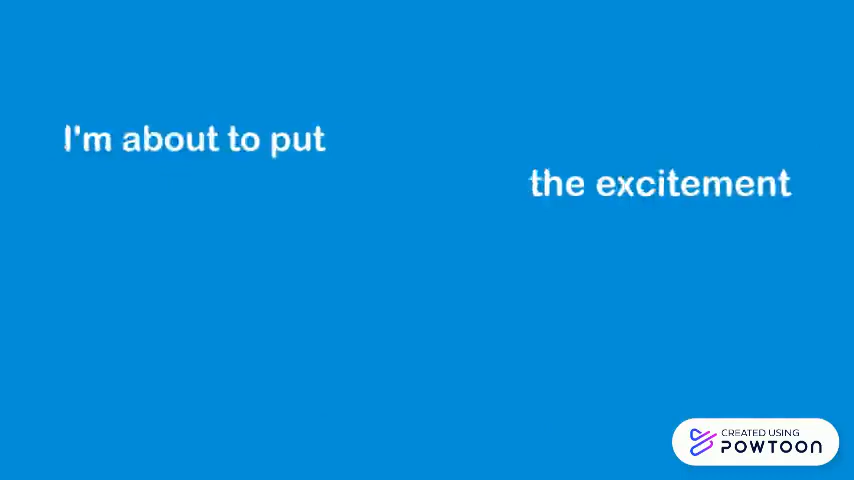 I'm about to put
the excitement
CREATED USING
POWTOON